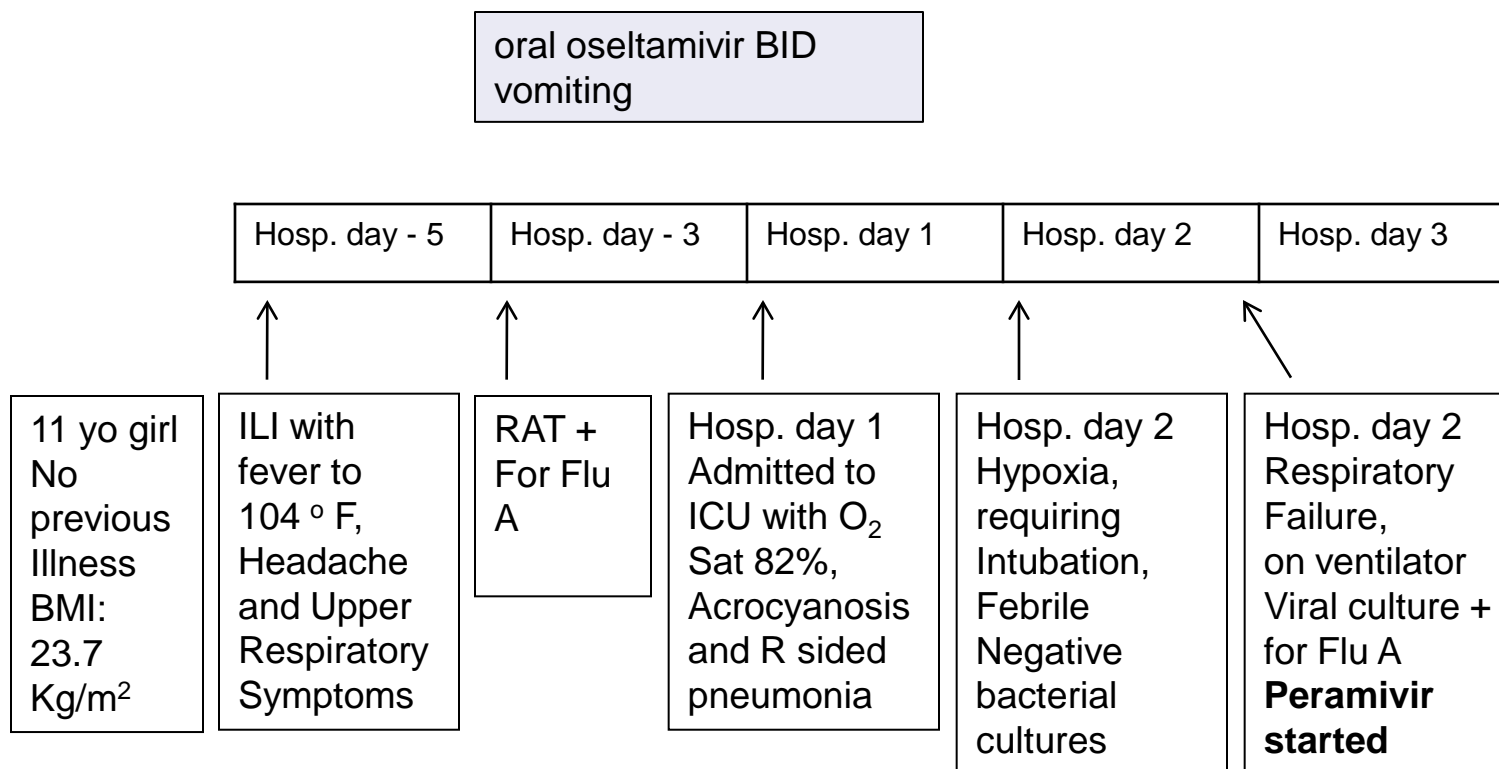 oral oseltamivir BID
vomiting
Hosp. day - 5
Hosp. day - 3
Hosp. day 1
Hosp. day 2
Hosp. day 3
11 yo girl
No
previous
Illness
BMI:
23.7
Kg/m²
ILI with
fever to
104 º F,
Headache
and Upper
Respiratory
Symptoms
RAT +
For Flu
A
Hosp. day 1
Admitted to
ICU with O₂
Sat 82%,
Acrocyanosis
and R sided
pneumonia
Hosp. day 2
Hypoxia,
requiring
Intubation,
Febrile
Negative
bacterial
cultures
Hosp. day 2
Respiratory
Failure,
on ventilator
Viral culture +
for Flu A
Peramivir
started